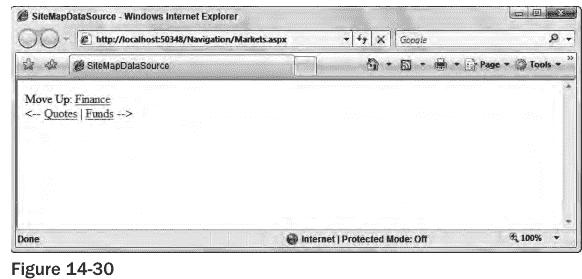 SiteMapDataSource - Windows Internet Explorer
http://localhost:50348/Navigation/Markets.aspx
Google
SiteMapDataSource
Page
Tools
Move Up: Finance
<-- Quotes | Funds -->
Done
Internet | Protected Mode: Off
100%
Figure 14-30